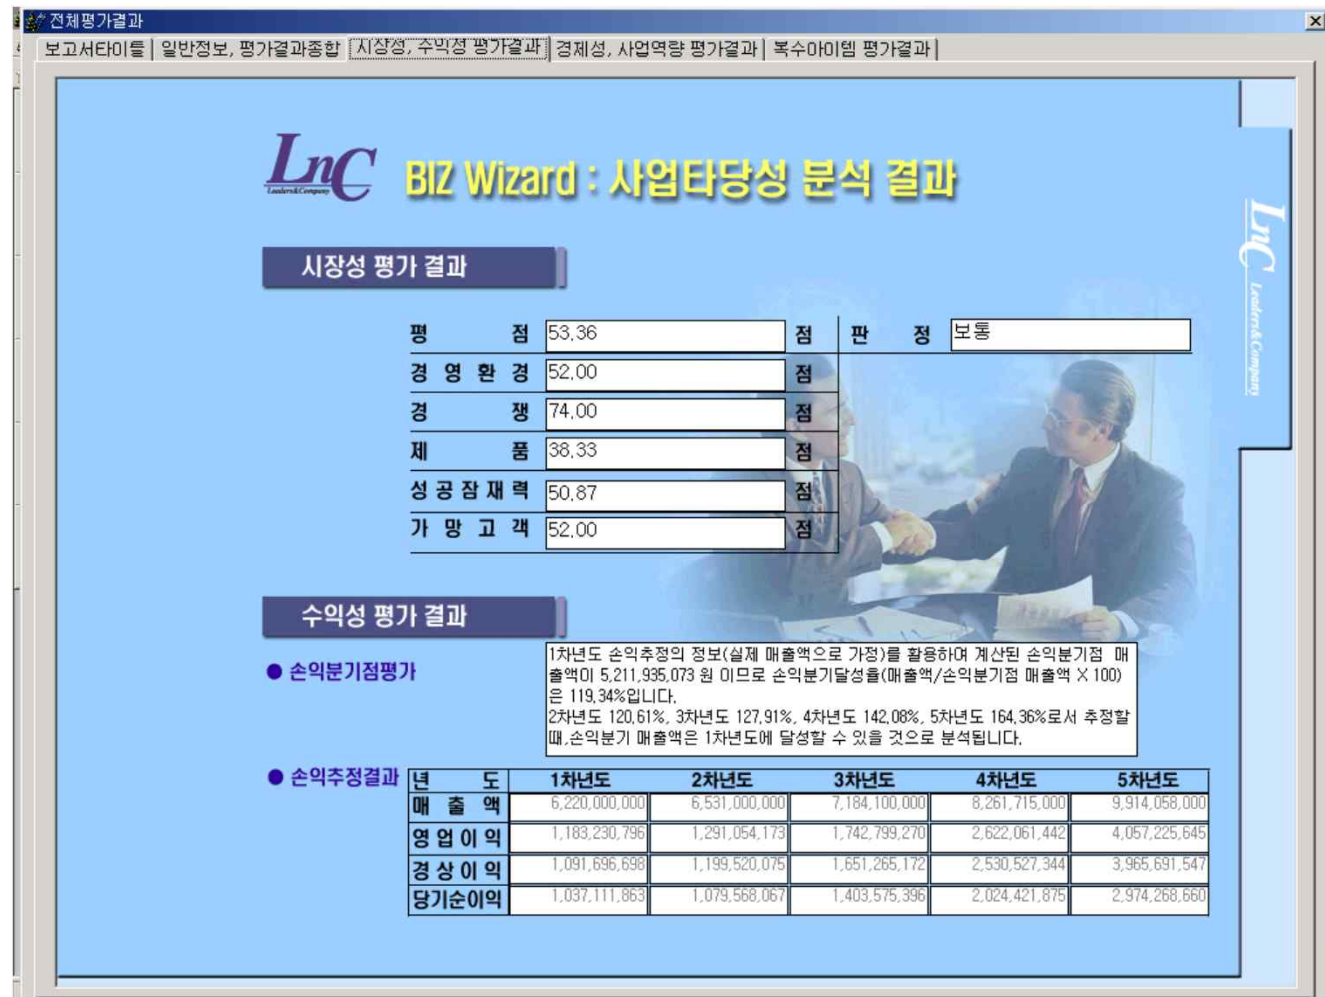 전체평가결과
보고서타이틀 일반정보, 평가결과종합 시장성, 수익성 평가결과 경제성, 사업역량 평가결과 복수아이템 평가결과
LnC
Leaders&Company
BIZ Wizard : 사업타당성 분석 결과
LnC Leaders&Company
시장성 평가 결과
평 점 53.36 점 판 정 보통
경 영 환 경 52.00 점
경 쟁 74.00 점
제 품 38.33 점
성공잠재력 50.87 점
가 망 고 객 52.00 점
수익성 평가 결과
● 손익분기점평가
1차년도 손익추정의 정보(실제 매출액으로 가정)를 활용하여 계산된 손익분기점 매
출액이 5,211,935,073 원 이므로 손익분기달성율(매출액/손익분기점 매출액 X 100)
은 119.34%입니다.
2차년도 120.61%, 3차년도 127.91%, 4차년도 142.08%, 5차년도 164.36%로서 추정할
때,손익분기 매출액은 1차년도에 달성할 수 있을 것으로 분석됩니다.
● 손익추정결과
년 도 1차년도 2차년도 3차년도 4차년도 5차년도
매 출 액 6,220,000,000 6,531,000,000 7,184,100,000 8,261,715,000 9,914,058,000
영업이익 1,183,230,796 1,291,054,173 1,742,799,270 2,622,061,442 4,057,225,645
경상이익 1,091,696,698 1,199,520,075 1,651,265,172 2,530,527,344 3,965,691,547
당기순이익 1,037,111,863 1,079,568,067 1,403,575,396 2,024,421,875 2,974,268,660